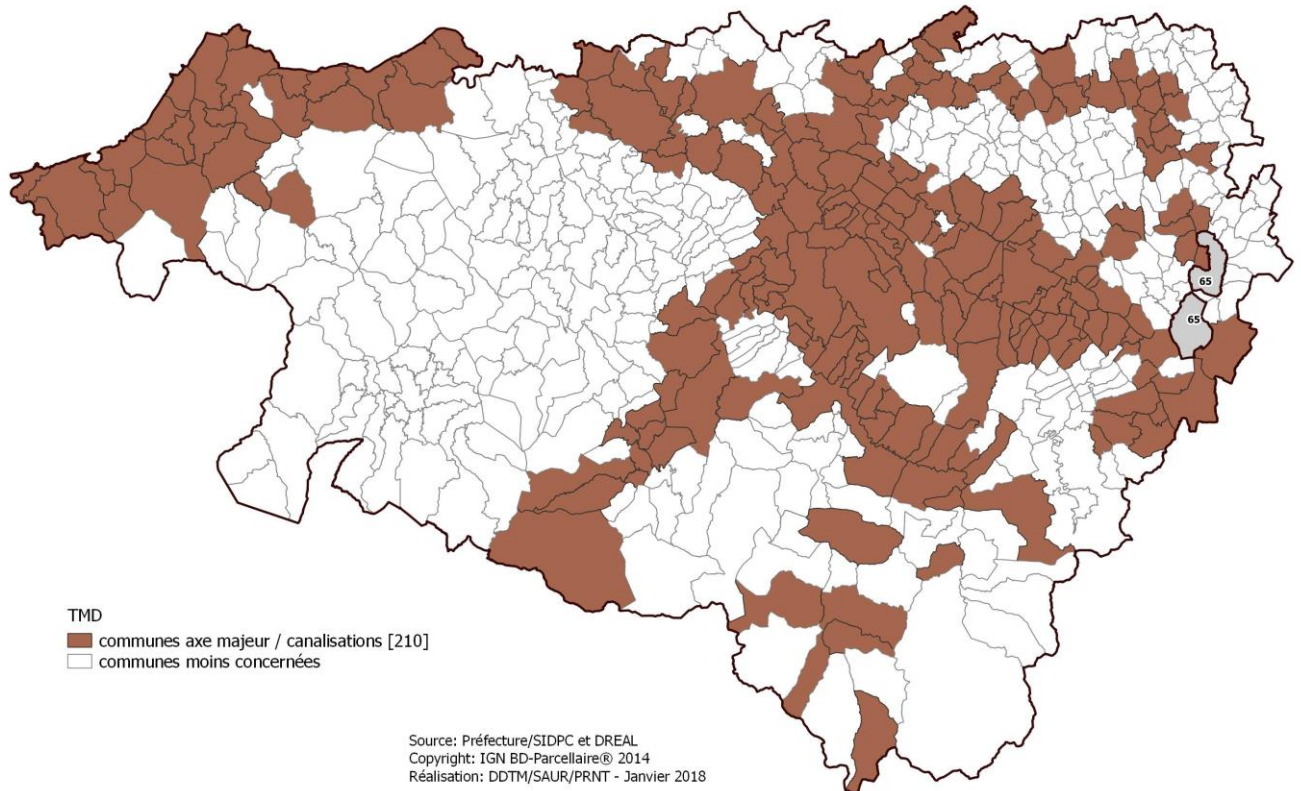 65
65
TMD
communes axe majeur / canalisations [210]
communes moins concernées
Source: Préfecture/SIDPC et DREAL
Copyright: IGN BD-Parcellaire® 2014
Réalisation: DDTM/SAUR/PRNT - Janvier 2018